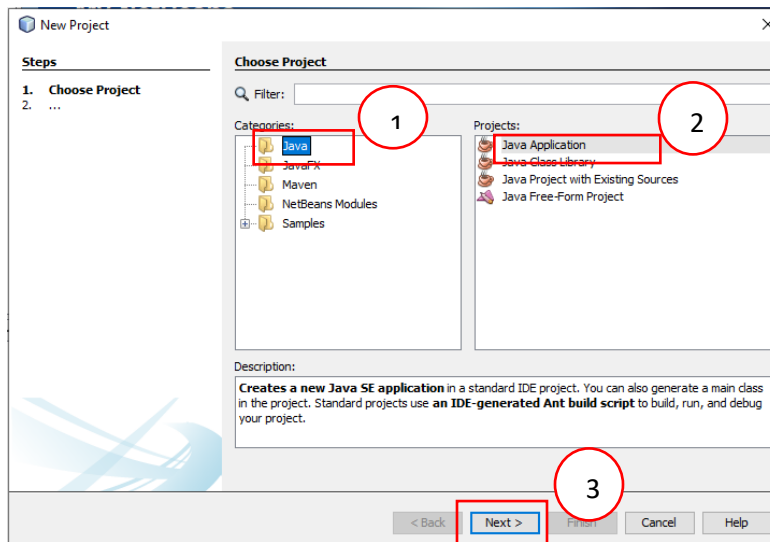 New Project
Steps
1. Choose Project
2. ...
Choose Project
Filter:
Categories:
1
Java
JavaFX
Maven
NetBeans Modules
Samples
Projects:
2
Java Application
Java Class Library
Java Project with Existing Sources
Java Free-Form Project
Description:
Creates a new Java SE application in a standard IDE project. You can also generate a main class
in the project. Standard projects use an IDE-generated Ant build script to build, run, and debug
your project.
3
< Back
Next >
Finish
Cancel
Help